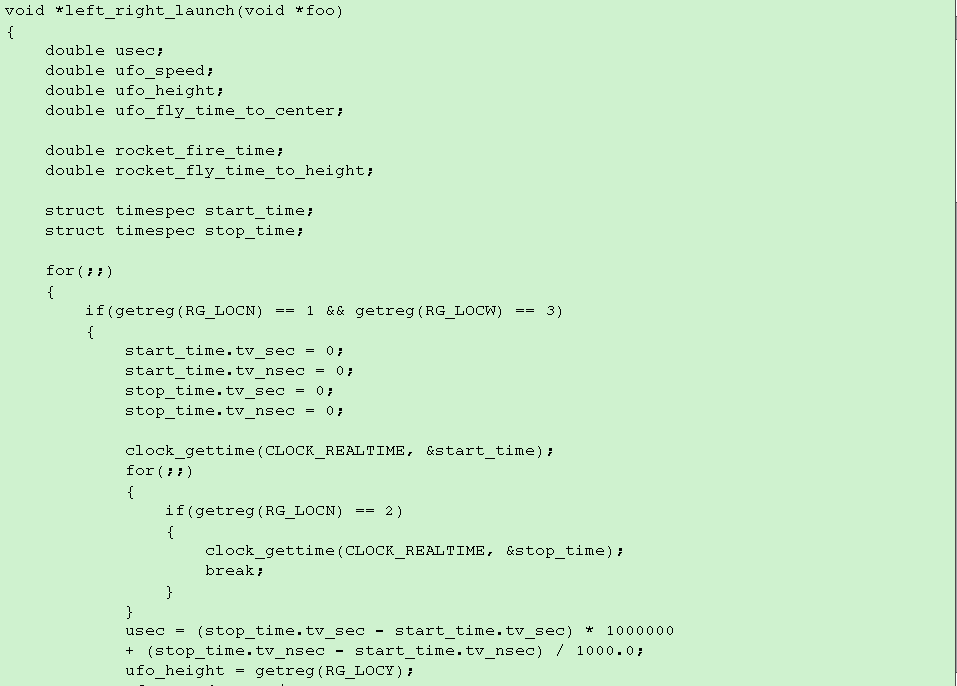 void *left_right_launch(void *foo)
{
    double usec;
    double ufo_speed;
    double ufo_height;
    double ufo_fly_time_to_center;

    double rocket_fire_time;
    double rocket_fly_time_to_height;

    struct timespec start_time;
    struct timespec stop_time;

    for(;;)
    {
        if(getreg(RG_LOCN) == 1 && getreg(RG_LOCW) == 3)
        {
            start_time.tv_sec = 0;
            start_time.tv_nsec = 0;
            stop_time.tv_sec = 0;
            stop_time.tv_nsec = 0;

            clock_gettime(CLOCK_REALTIME, &start_time);
            for(;;)
            {
                if(getreg(RG_LOCN) == 2)
                {
                    clock_gettime(CLOCK_REALTIME, &stop_time);
                    break;
                }
            }
            usec = (stop_time.tv_sec - start_time.tv_sec) * 1000000
            + (stop_time.tv_nsec - start_time.tv_nsec) / 1000.0;
            ufo_height = getreg(RG_LOCY);